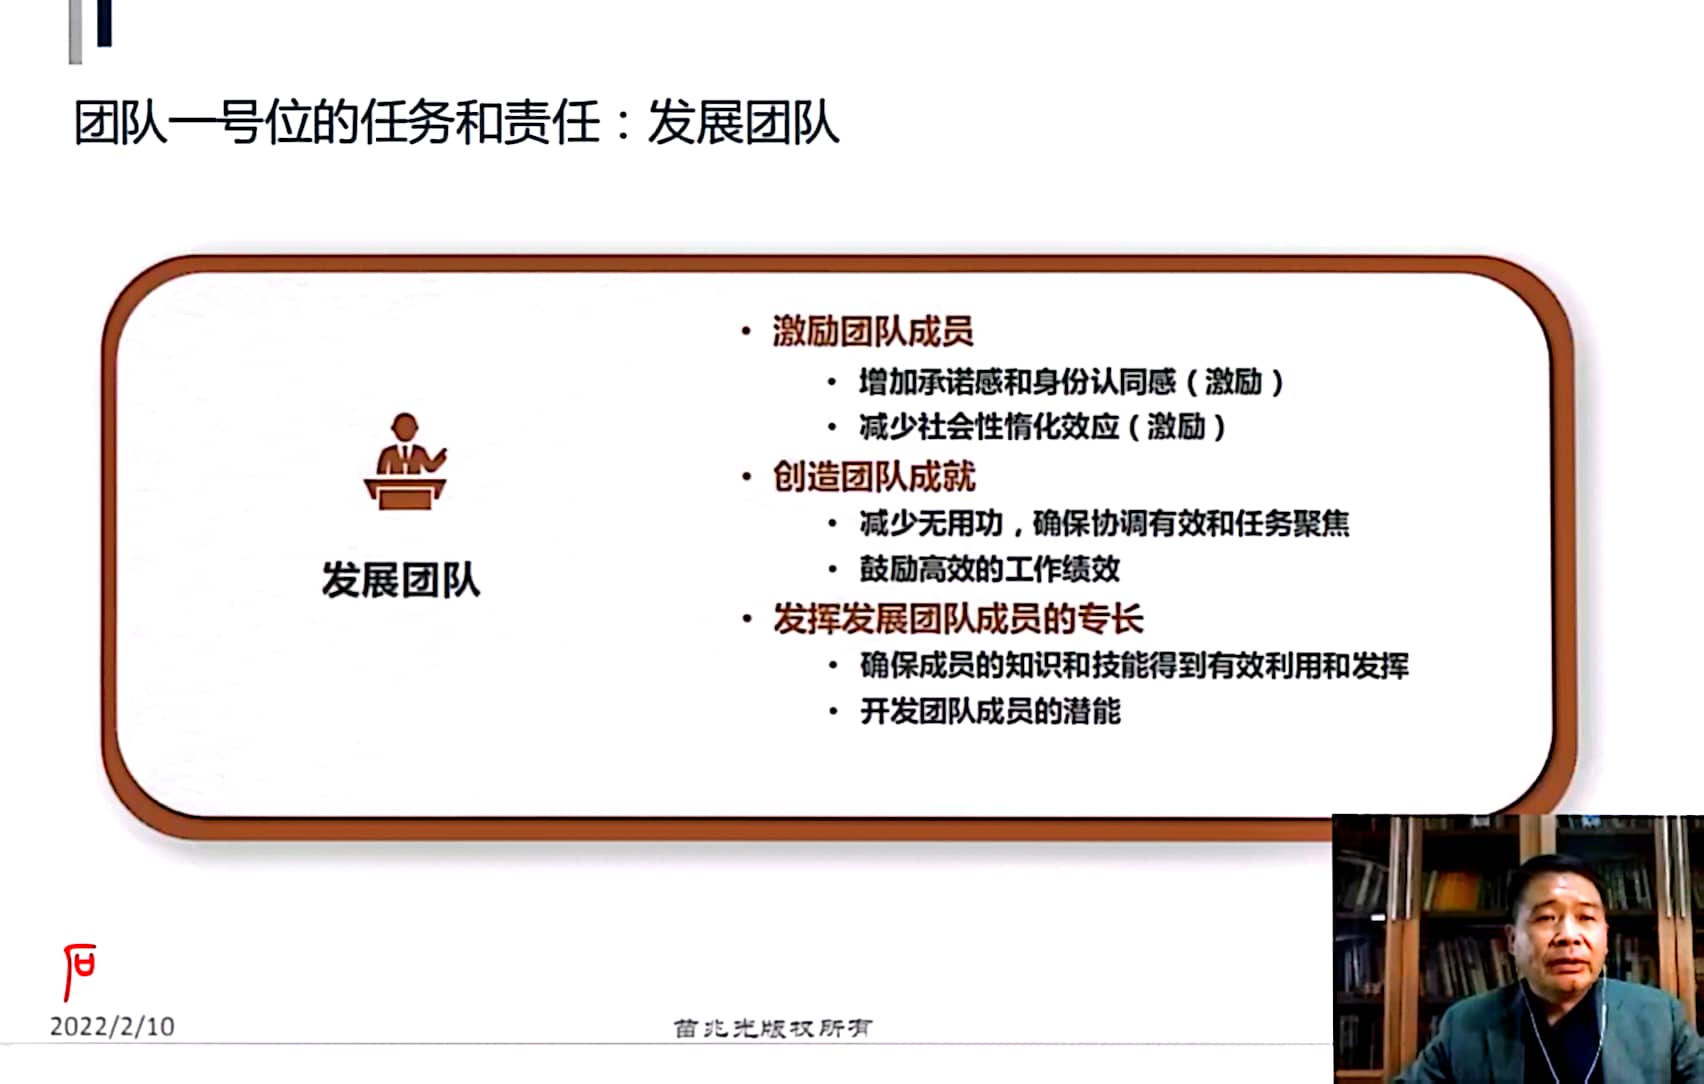 团队一号位的任务和责任：发展团队
• 激励团队成员
• 增加承诺感和身份认同感（激励）
• 减少社会性惰化效应（激励）
• 创造团队成就
• 减少无用功，确保协调有效和任务聚焦
• 鼓励高效的工作绩效
• 发挥发展团队成员的专长
• 确保成员的知识和技能得到有效利用和发挥
• 开发团队成员的潜能
发展团队
石
2022/2/10
苗兆光版权所有